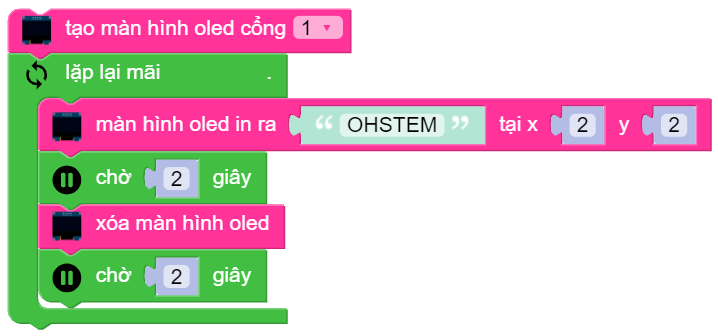 tạo màn hình oled cổng 1
lặp lại mãi .
màn hình oled in ra “ OHSTEM ” tại x 2 y 2
chờ 2 giây
xóa màn hình oled
chờ 2 giây